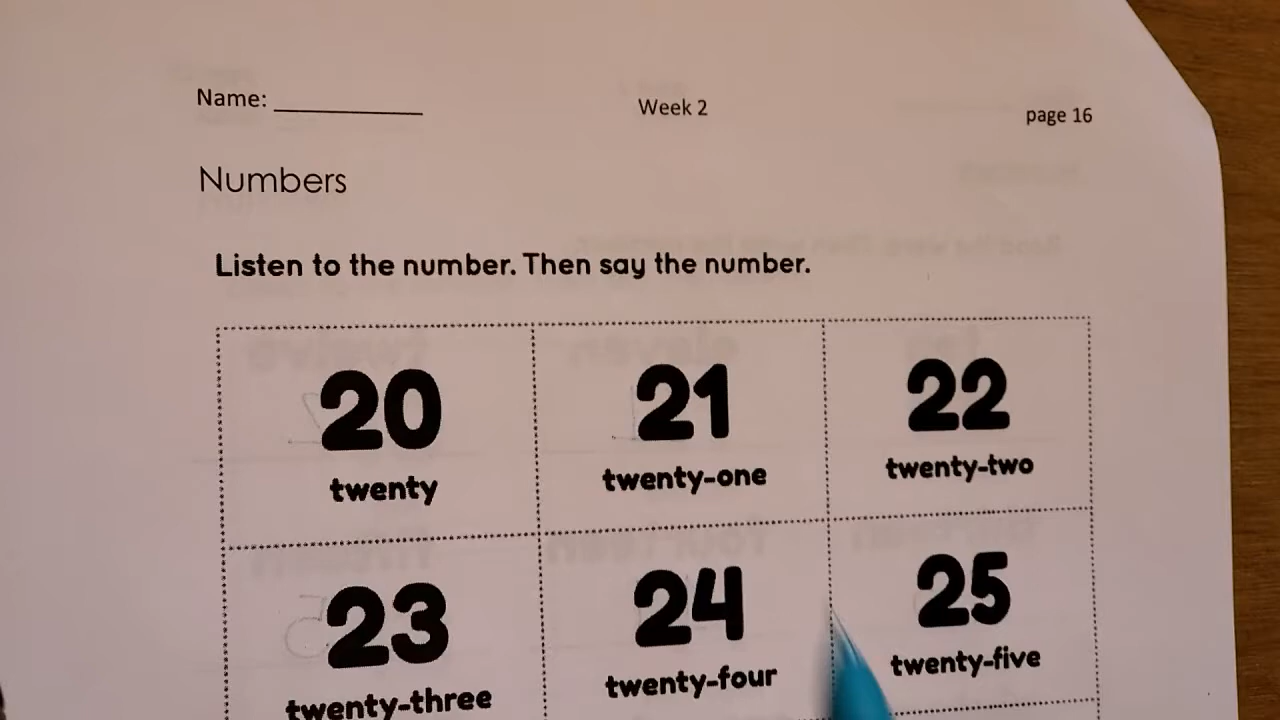 Name: ____________ Week 2 page 16
Numbers
Listen to the number. Then say the number.
20 21 22
twenty twenty-one twenty-two
23 24 25
twenty-three twenty-four twenty-five